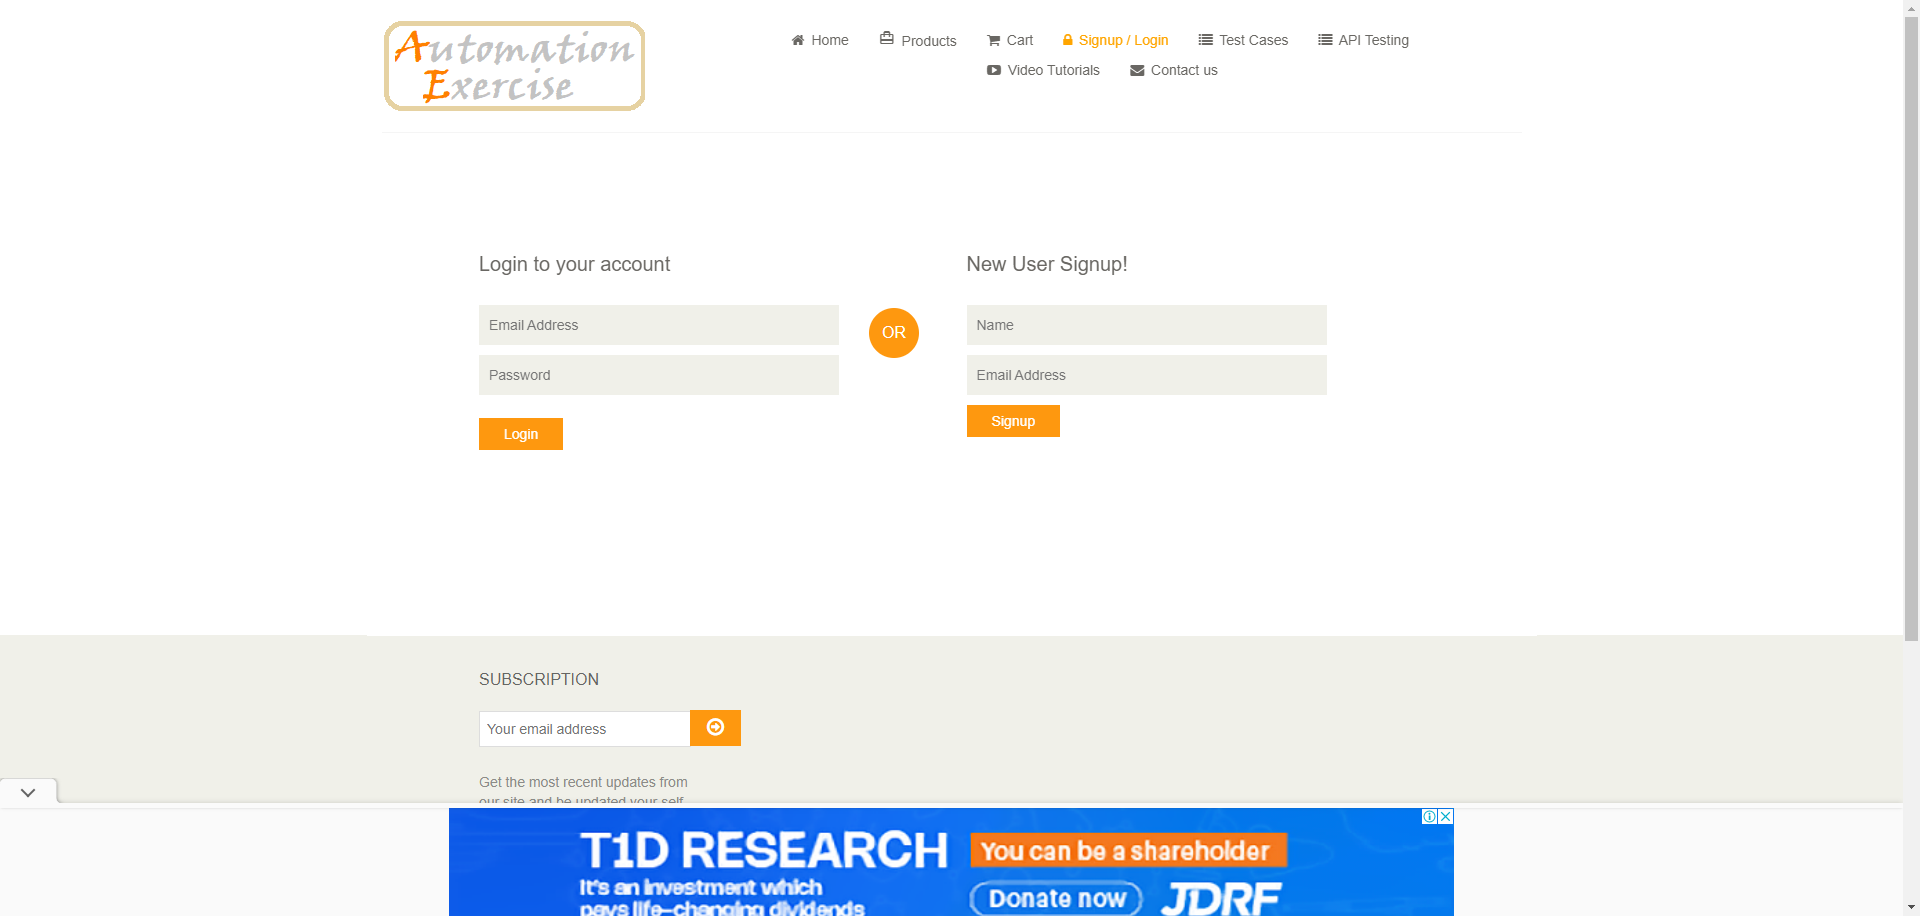 Automation
Exercise
Home
Products
Cart
Signup / Login
Test Cases
API Testing
Video Tutorials
Contact us
Login to your account
Email Address
Password
Login
OR
New User Signup!
Name
Email Address
Signup
SUBSCRIPTION
Your email address
Get the most recent updates from
our site and be updated your self
T1D RESEARCH
It's an investment which
pays life-changing dividends
You can be a shareholder
Donate now
JDRF